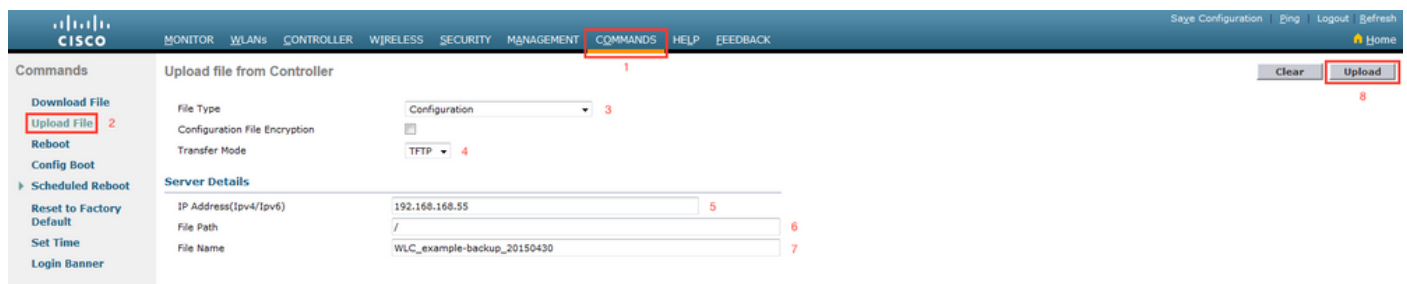 Save Configuration | Ping | Logout | Refresh
CISCO MONITOR WLANs CONTROLLER WIRELESS SECURITY MANAGEMENT COMMANDS HELP FEEDBACK Home
Commands
Upload file from Controller
1
Clear Upload
8
Download File
Upload File 2
Reboot
Config Boot
Scheduled Reboot
Reset to Factory
Default
Set Time
Login Banner
File Type Configuration 3
Configuration File Encryption
Transfer Mode TFTP 4
Server Details
IP Address(Ipv4/Ipv6) 192.168.168.55 5
File Path / 6
File Name WLC_example-backup_20150430 7